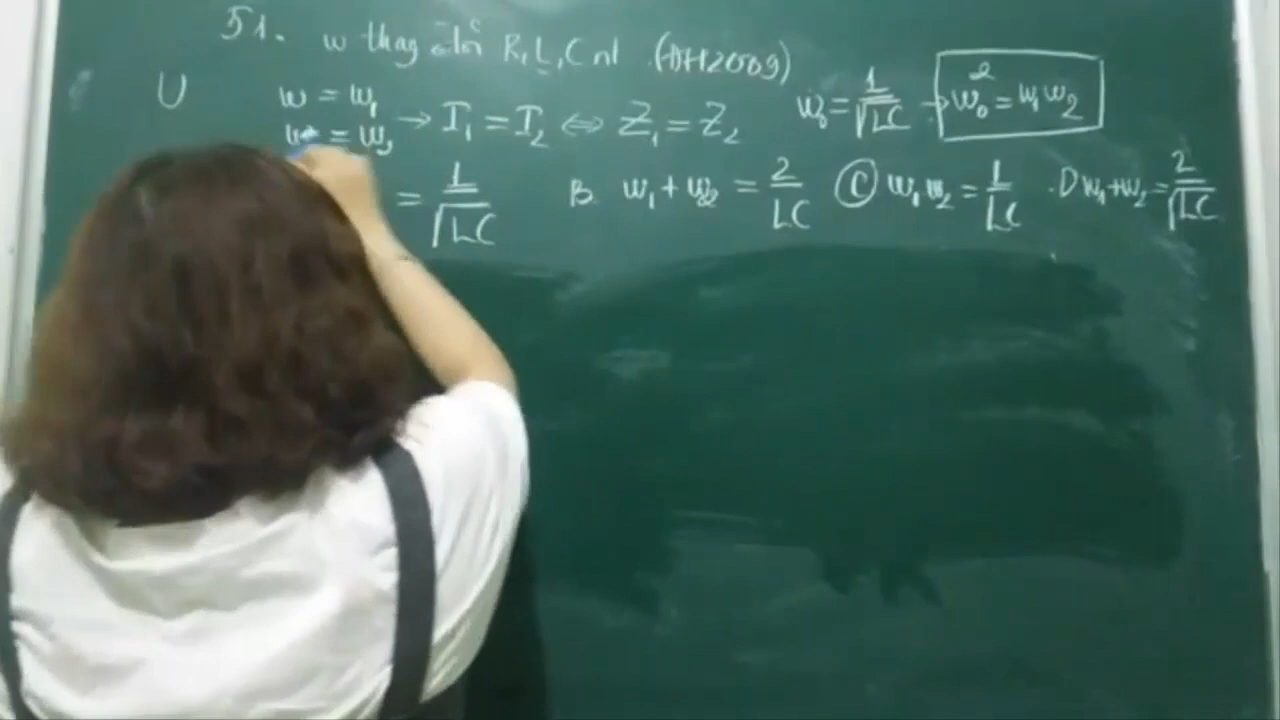 51. w thay đổi R, L, C nt (ĐH2009)
U w = w₁ → I₁ = I₂ ⇔ Z₁ = Z₂ w₀ = 1/√LC → w₀² = w₁w₂
w = w₂
= 1/√LC B. w₁ + w₂ = 2/LC C w₁w₂ = 1/LC D w₁+w₂ = 2/√LC